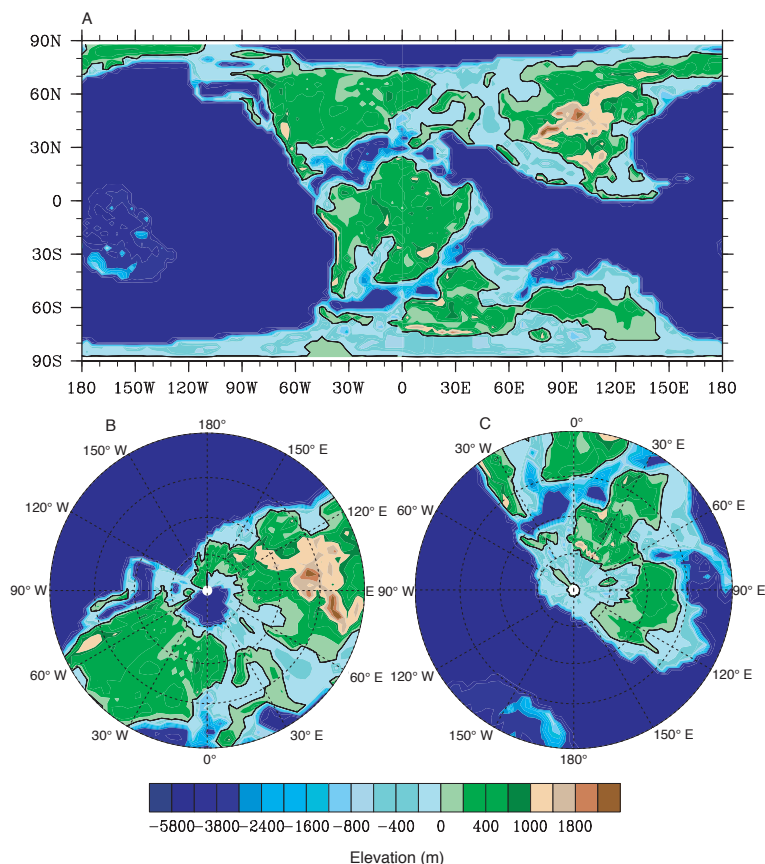 A
90N
60N
30N
0
30S
60S
90S
180 150W 120W 90W 60W 30W 0 30E 60E 90E 120E 150E 180
B
180°
150° W
150° E
120° W
120° E
90° W
E
60° W
60° E
30° W
30° E
0°
C
0°
30° W
30° E
60° W
60° E
90° W
90° E
120° W
120° E
150° W
150° E
180°
−5800 −3800 −2400 −1600 −800 −400 0 400 1000 1800
Elevation (m)